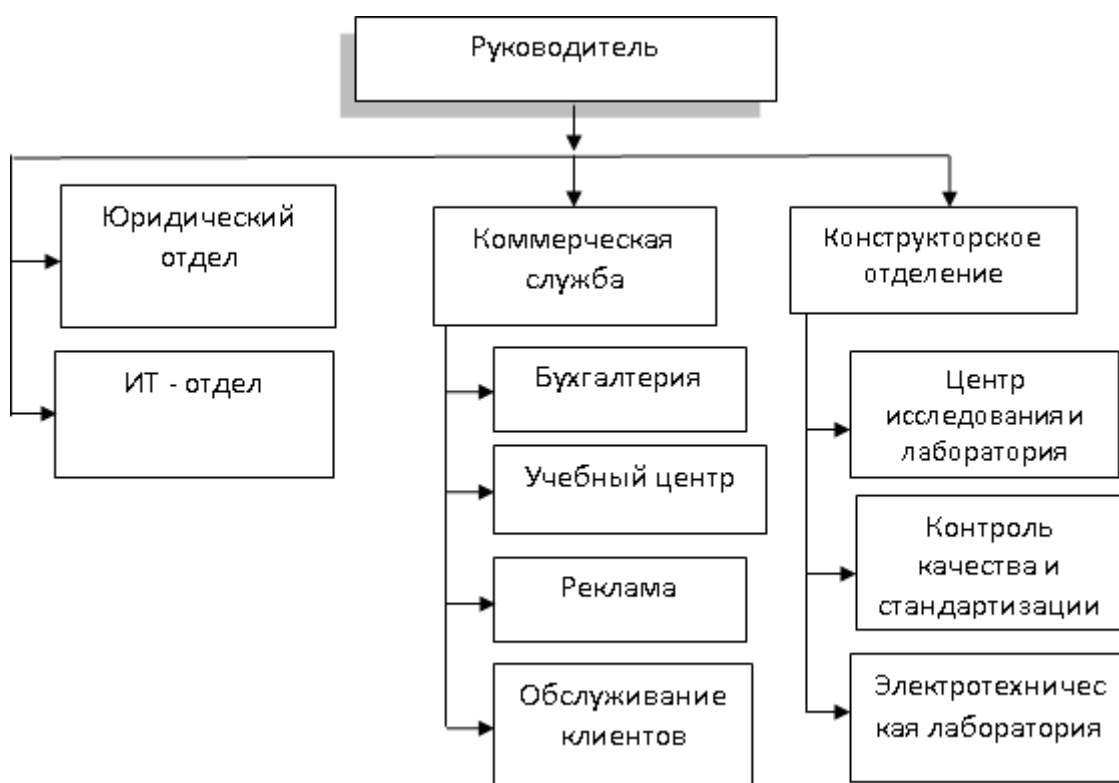 Руководитель
Юридический
отдел
ИТ - отдел
Коммерческая
служба
Бухгалтерия
Учебный центр
Реклама
Обслуживание
клиентов
Конструкторское
отделение
Центр
исследования и
лаборатория
Контроль
качества и
стандартизации
Электротехничес
кая лаборатория